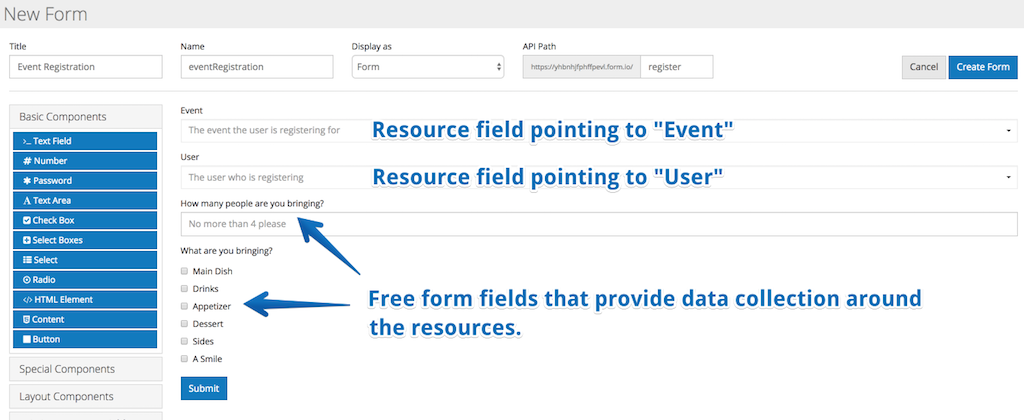 New Form
Title
Name
Display as
API Path
Event Registration
eventRegistration
Form
https://yhbnhjfphffpevl.form.io/
register
Cancel
Create Form
Basic Components
>_ Text Field
# Number
✱ Password
A Text Area
Check Box
Select Boxes
Select
Radio
</> HTML Element
Content
Button
Special Components
Layout Components
Event
The event the user is registering for
Resource field pointing to "Event"
User
The user who is registering
Resource field pointing to "User"
How many people are you bringing?
No more than 4 please
What are you bringing?
Main Dish
Drinks
Appetizer
Dessert
Sides
A Smile
Free form fields that provide data collection around
the resources.
Submit